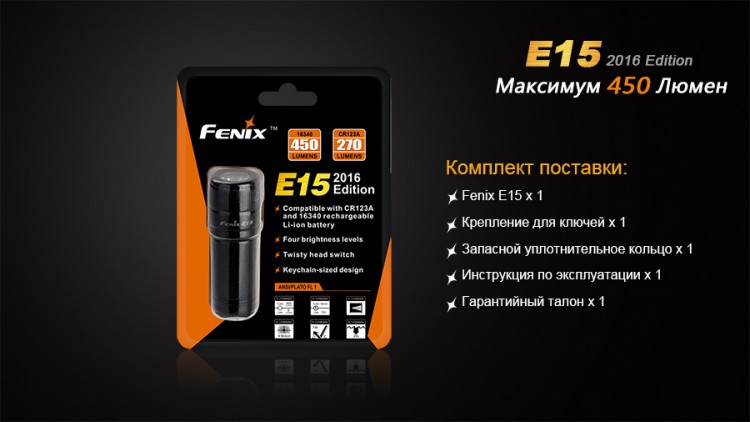 E15 2016 Edition
Максимум 450 Люмен
FENIX™
16340
450
LUMENS
CR123A
270
LUMENS
E15 2016 Edition
Compatible with CR123A
and 16340 rechargeable
Li-ion battery
Four brightness levels
Twisty head switch
Keychain-sized design
ANSI/PLATO FL 1
Fenix E15
Комплект поставки:
Fenix E15 x 1
Крепление для ключей x 1
Запасной уплотнительное кольцо x 1
Инструкция по эксплуатации x 1
Гарантийный талон x 1